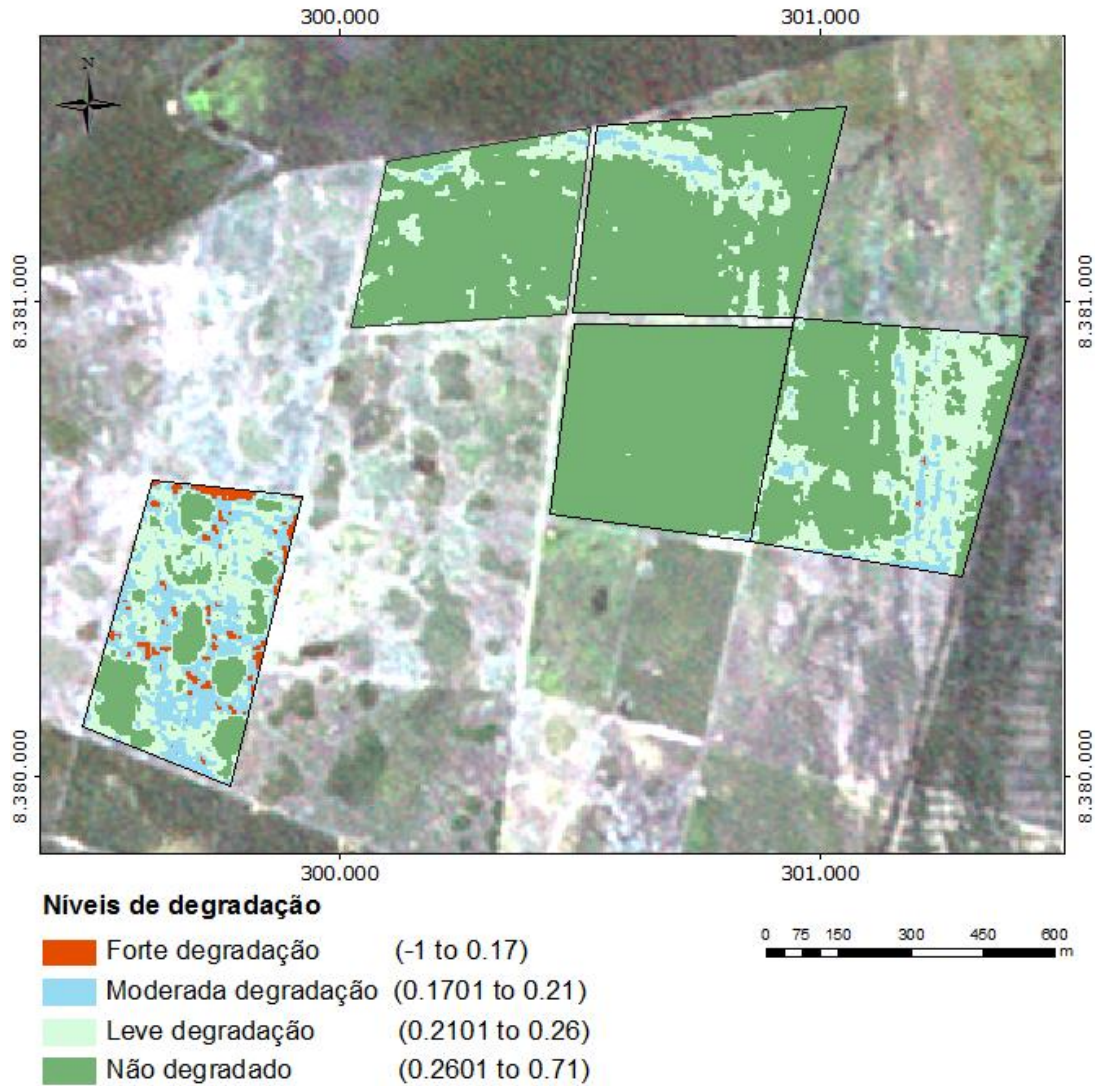 300.000 301.000
N
8.381.000 8.381.000
8.380.000 8.380.000
300.000 301.000
Níveis de degradação
Forte degradação (-1 to 0.17)
Moderada degradação (0.1701 to 0.21)
Leve degradação (0.2101 to 0.26)
Não degradado (0.2601 to 0.71)
0 75 150 300 450 600
m